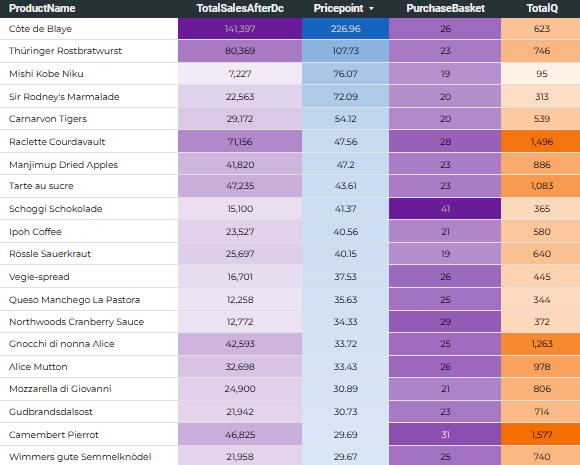 ProductName TotalSalesAfterDc Pricepoint PurchaseBasket TotalQ
Côte de Blaye 141,397 226.96 26 623
Thüringer Rostbratwurst 80,369 107.73 23 746
Mishi Kobe Niku 7,227 76.07 19 95
Sir Rodney's Marmalade 22,563 72.09 20 313
Carnarvon Tigers 29,172 54.12 20 539
Raclette Courdavault 71,156 47.56 28 1,496
Manjimup Dried Apples 41,820 47.2 23 886
Tarte au sucre 47,235 43.61 23 1,083
Schoggi Schokolade 15,100 41.37 41 365
Ipoh Coffee 23,527 40.56 21 580
Rössle Sauerkraut 25,697 40.15 19 640
Vegie-spread 16,701 37.53 26 445
Queso Manchego La Pastora 12,258 35.63 25 344
Northwoods Cranberry Sauce 12,772 34.33 29 372
Gnocchi di nonna Alice 42,593 33.72 25 1,263
Alice Mutton 32,698 33.43 26 978
Mozzarella di Giovanni 24,900 30.89 21 806
Gudbrandsdalsost 21,942 30.73 23 714
Camembert Pierrot 46,825 29.69 31 1,577
Wimmers gute Semmelknödel 21,958 29.67 25 740